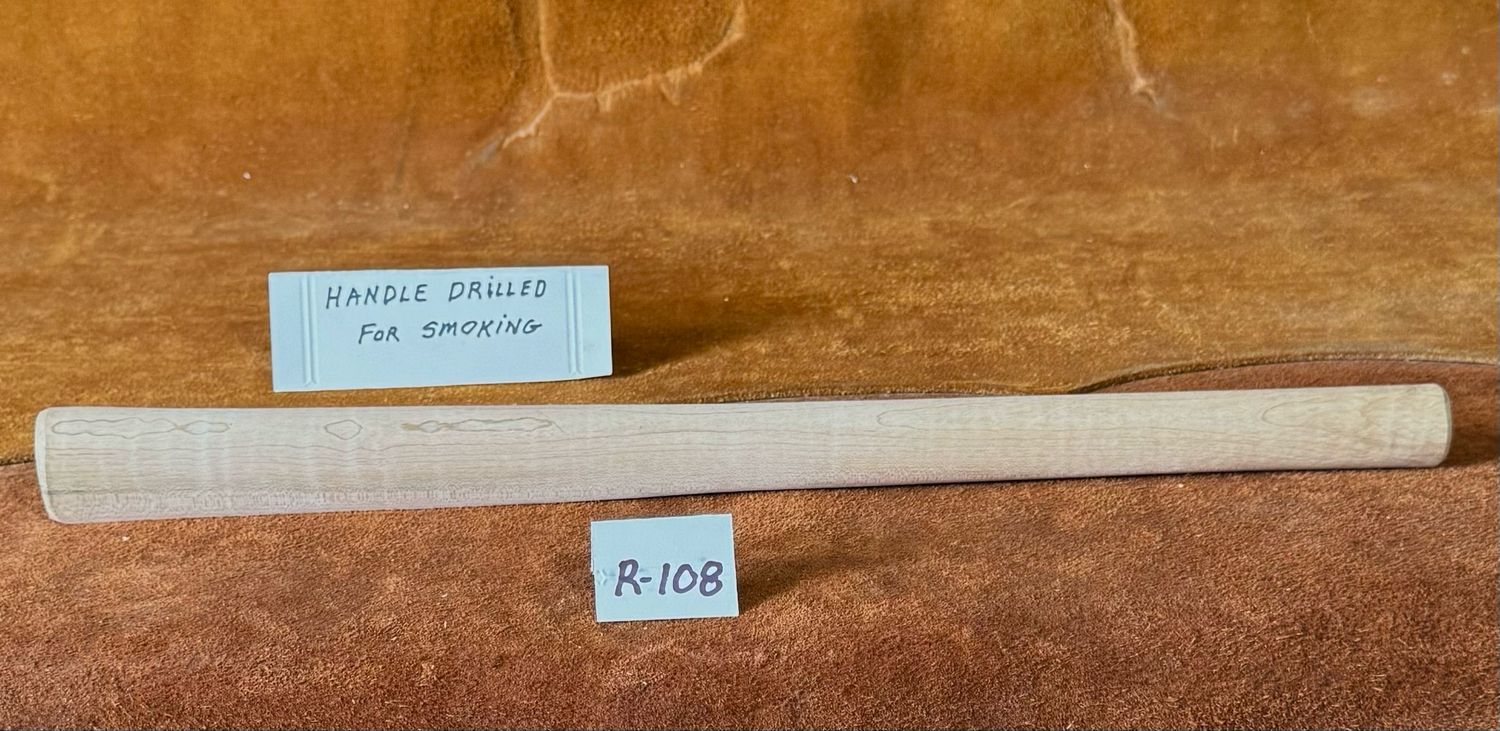 HANDLE DRiLLED
FOR SMOKING
R-108